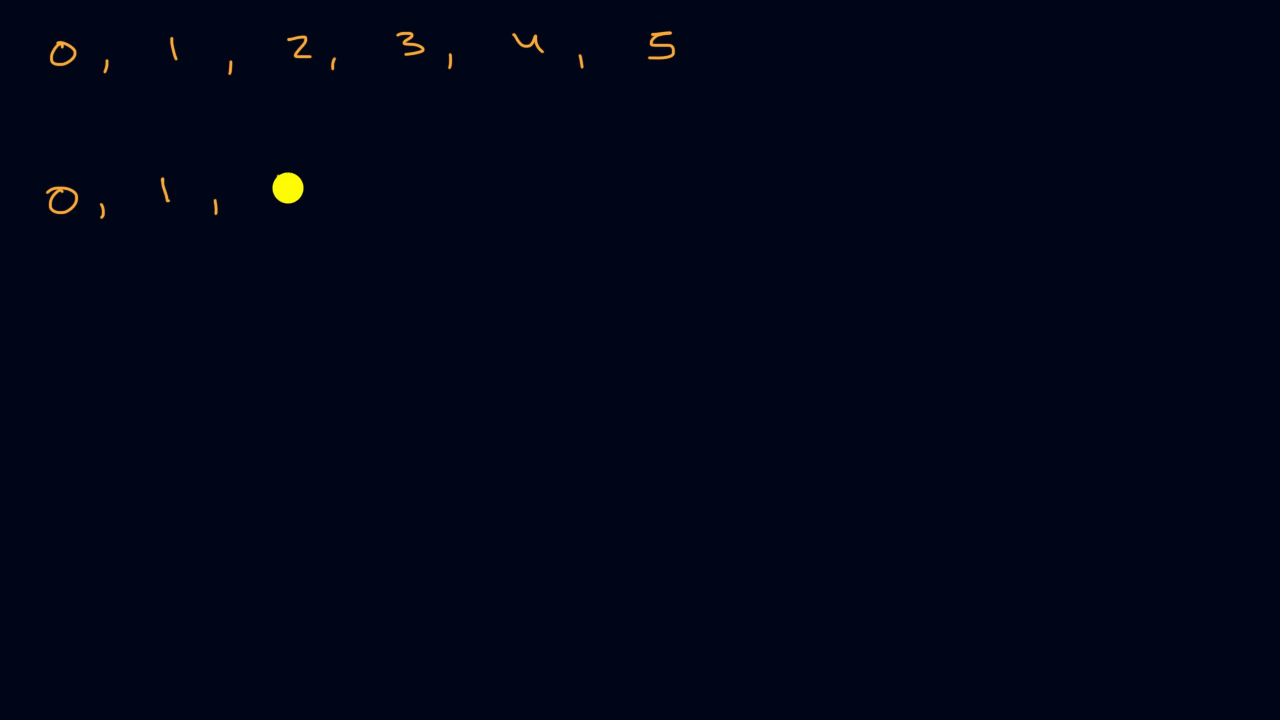 0, 1, 2, 3, 4, 5
0, 1,